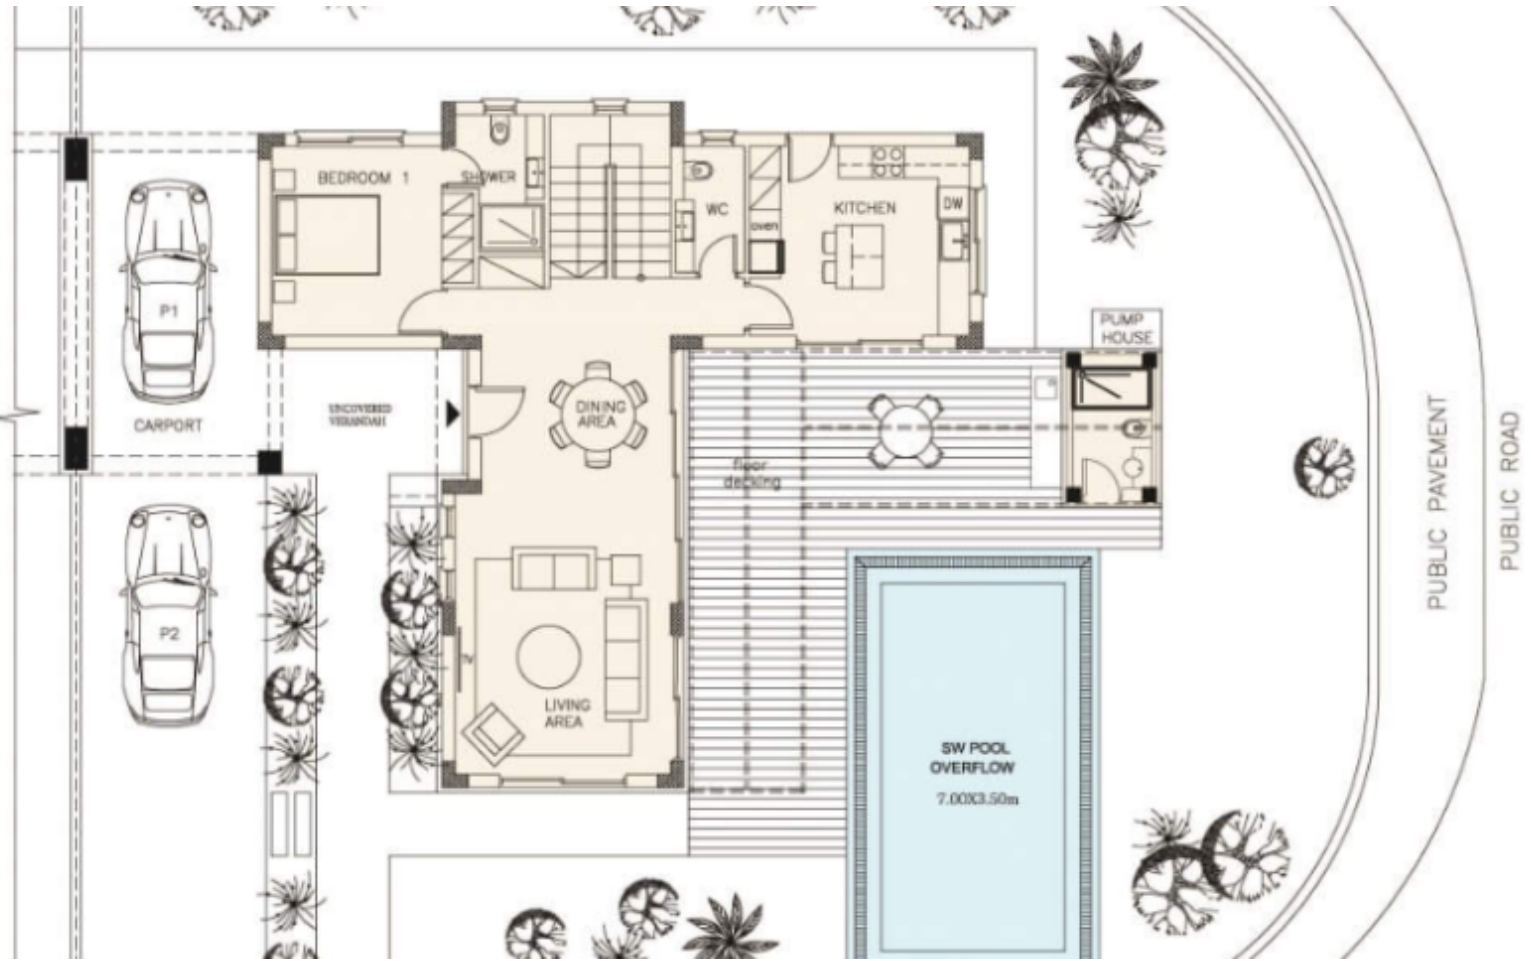 BEDROOM 1
SHOWER
WC
oven
KITCHEN
DW
P1
CARPORT
UNCOVERED
VERANDAH
DINING
AREA
floor
decking
PUMP
HOUSE
PUBLIC PAVEMENT
PUBLIC ROAD
P2
TV
LIVING
AREA
SW POOL
OVERFLOW
7.00X3.50m